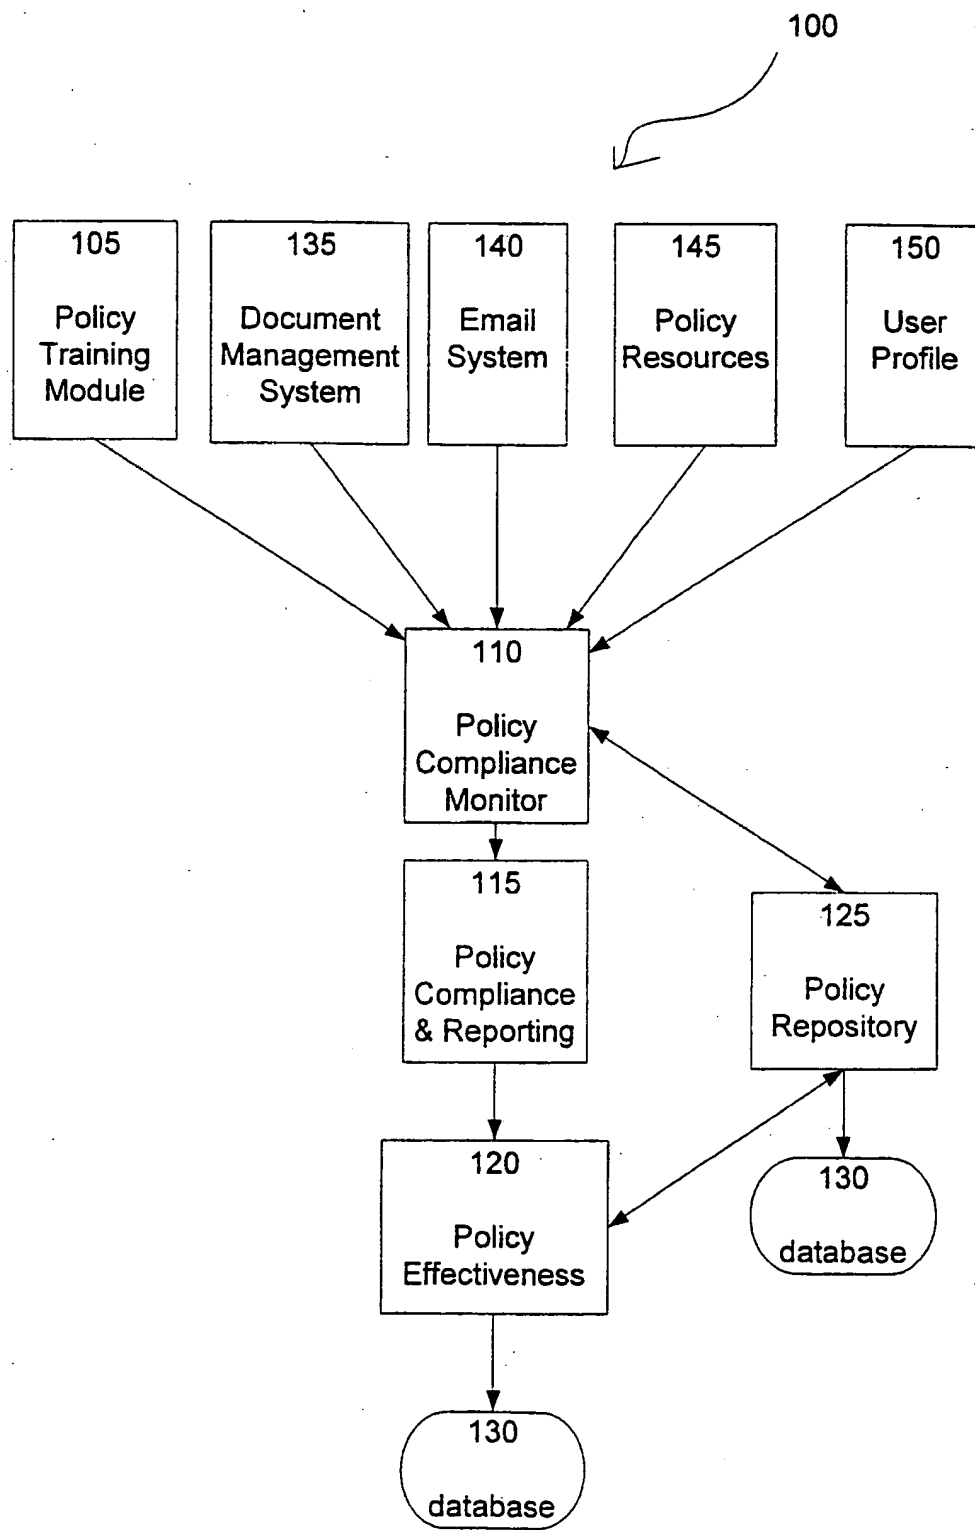 100
105
Policy
Training
Module
135
Document
Management
System
140
Email
System
145
Policy
Resources
150
User
Profile
110
Policy
Compliance
Monitor
115
Policy
Compliance
& Reporting
125
Policy
Repository
120
Policy
Effectiveness
130
database
130
database